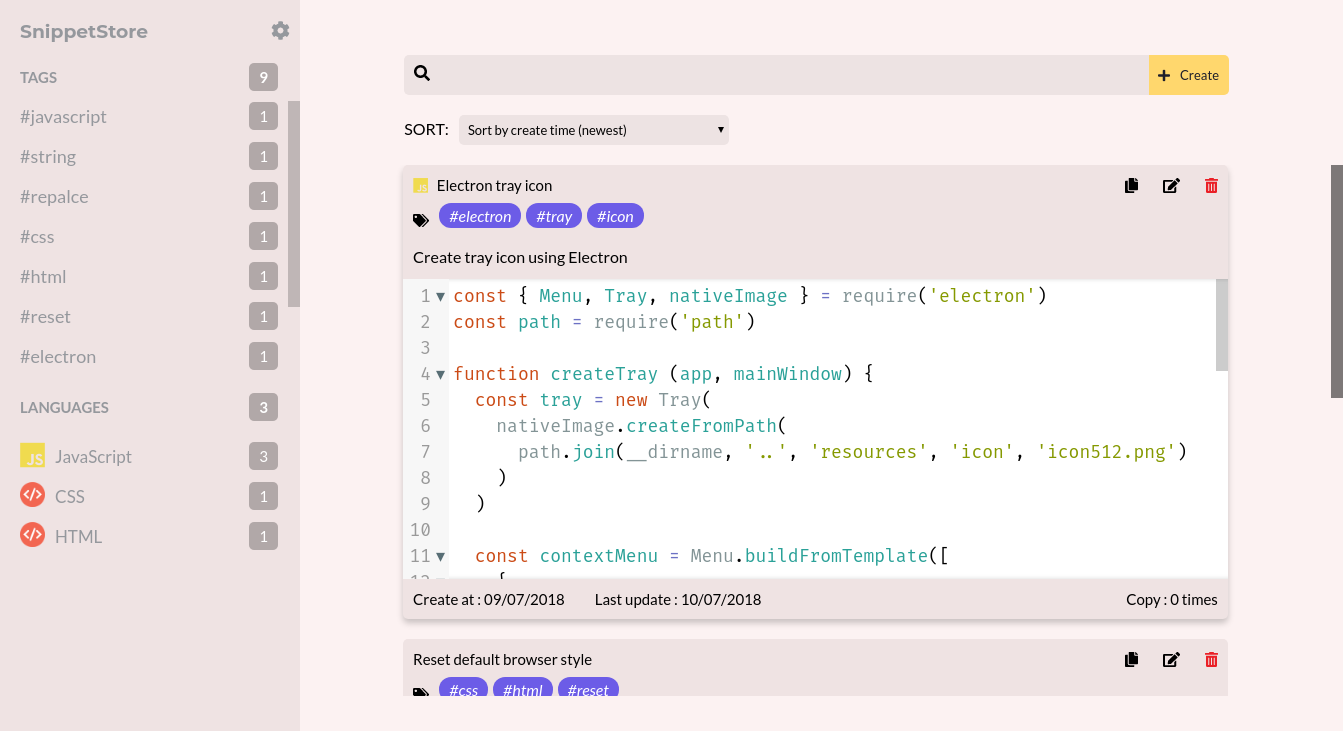 SnippetStore
TAGS 9
#javascript 1
#string 1
#repalce 1
#css 1
#html 1
#reset 1
#electron 1
LANGUAGES 3
JS JavaScript 3
CSS 1
HTML 1
Create
SORT: Sort by create time (newest)
JS Electron tray icon
#electron #tray #icon
Create tray icon using Electron
1 const { Menu, Tray, nativeImage } = require('electron')
2 const path = require('path')
3
4 function createTray (app, mainWindow) {
5   const tray = new Tray(
6     nativeImage.createFromPath(
7       path.join(__dirname, '..', 'resources', 'icon', 'icon512.png')
8     )
9   )
10
11   const contextMenu = Menu.buildFromTemplate([
12     {
Create at : 09/07/2018 Last update : 10/07/2018 Copy : 0 times
Reset default browser style
#css #html #reset